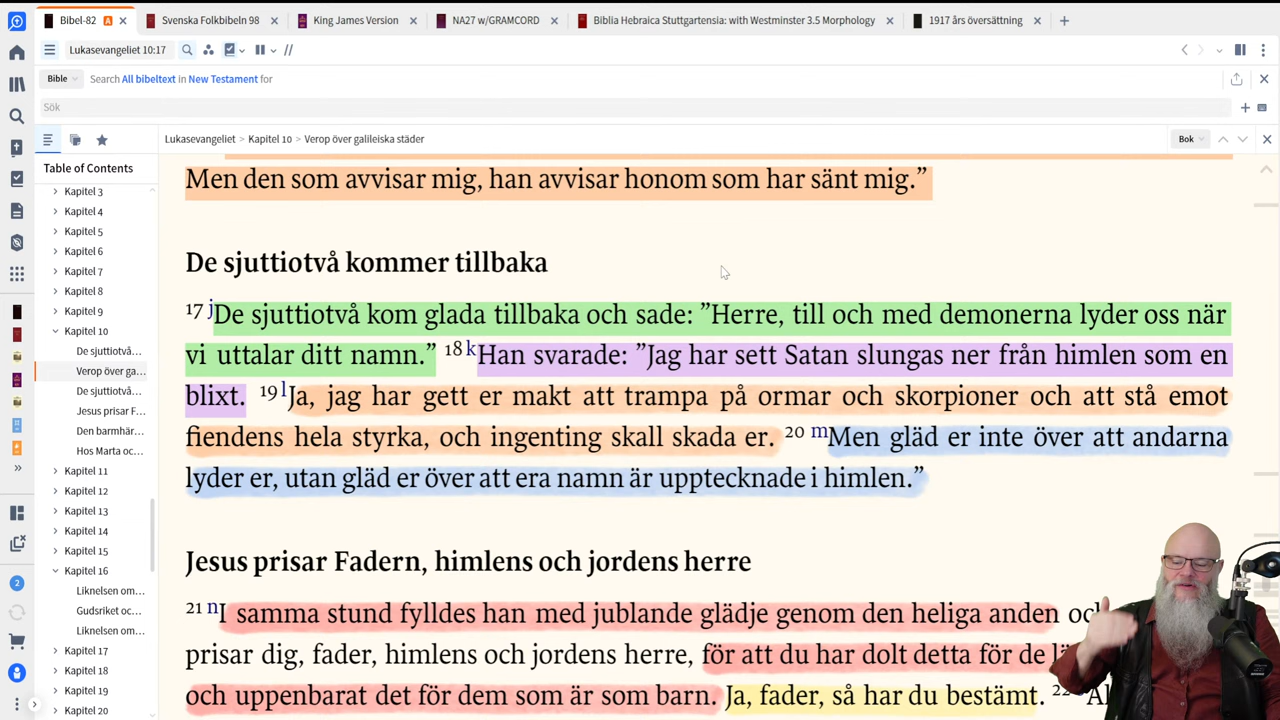 Bibel-82 A Svenska Folkbibeln 98 King James Version NA27 w/GRAMCORD Biblia Hebraica Stuttgartensia: with Westminster 3.5 Morphology 1917 års översättning
Lukasevangeliet 10:17
Bible Search All bibeltext in New Testament for
Sök
Lukasevangeliet > Kapitel 10 > Verop över galileiska städer Bok
Table of Contents
Kapitel 3
Kapitel 4
Kapitel 5
Kapitel 6
Kapitel 7
Kapitel 8
Kapitel 9
Kapitel 10
De sjuttiotvå...
Verop över ga...
De sjuttiotvå...
Jesus prisar F...
Den barmhär...
Hos Marta oc...
Kapitel 11
Kapitel 12
Kapitel 13
Kapitel 14
Kapitel 15
Kapitel 16
Liknelsen om...
Gudsriket oc...
Liknelsen om...
Kapitel 17
Kapitel 18
Kapitel 19
Kapitel 20
2
Men den som avvisar mig, han avvisar honom som har sänt mig.”
De sjuttiotvå kommer tillbaka
17 j De sjuttiotvå kom glada tillbaka och sade: ”Herre, till och med demonerna lyder oss när
vi uttalar ditt namn.” 18 k Han svarade: ”Jag har sett Satan slungas ner från himlen som en
blixt. 19 l Ja, jag har gett er makt att trampa på ormar och skorpioner och att stå emot
fiendens hela styrka, och ingenting skall skada er. 20 m Men gläd er inte över att andarna
lyder er, utan gläd er över att era namn är upptecknade i himlen.”
Jesus prisar Fadern, himlens och jordens herre
21 n I samma stund fylldes han med jublande glädje genom den heliga anden oc
prisar dig, fader, himlens och jordens herre, för att du har dolt detta för de
och uppenbarat det för dem som är som barn. Ja, fader, så har du bestämt. 22